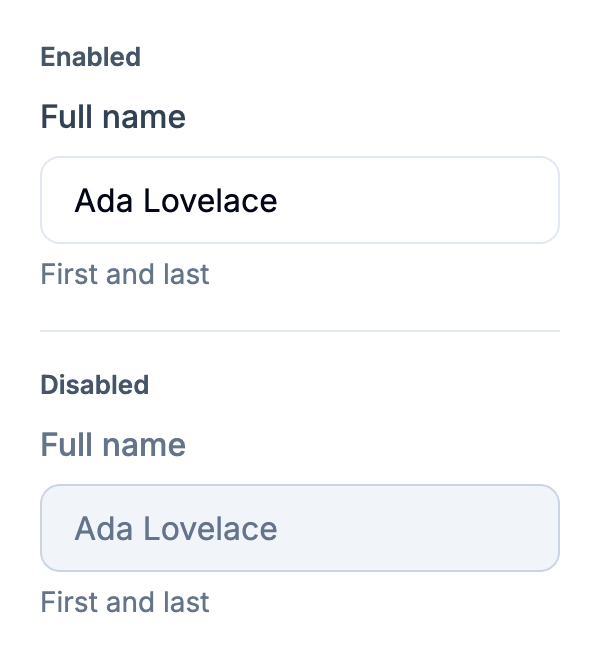 Enabled
Full name
Ada Lovelace
First and last
Disabled
Full name
Ada Lovelace
First and last